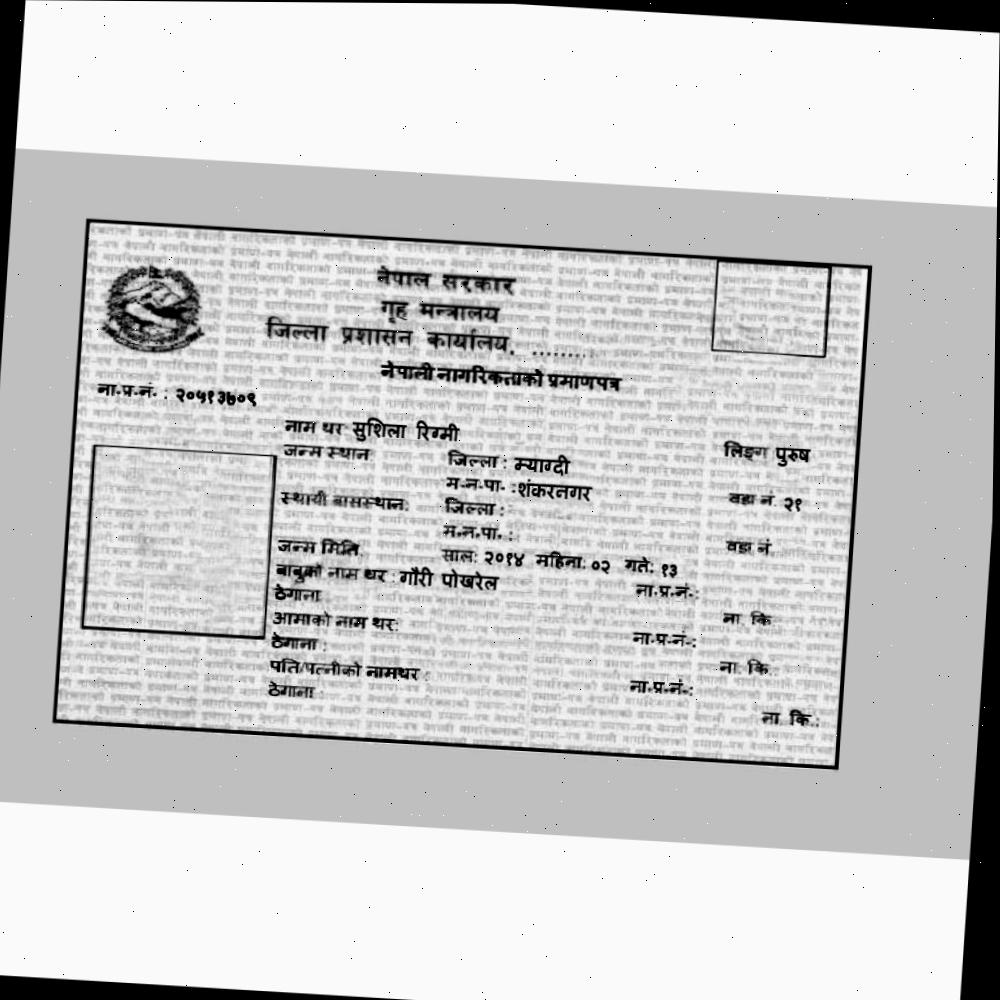 नेपाल सरकार
गृह मन्त्रालय
जिल्ला प्रशासन कार्यालय, .........
नेपाली नागरिकताको प्रमाणपत्र
ना.प्र.नं. : २०५१३७०९
नाम थर: सुशिला रिग्मी लिङ्ग पुरुष
जन्म स्थान: जिल्ला : म्याग्दी
म.न.पा. :शंकरनगर वडा नं. २१
स्थायी बासस्थान: जिल्ला :
म.न.पा. : वडा नं.
जन्म मिति: साल: २०१४ महिना: ०२ गते: १३
बाबुको नाम थर : गौरी पोखरेल ना.प्र.नं.:
ठेगाना : ना. कि.:
आमाको नाम थर: ना.प्र.नं.:
ठेगाना : ना. कि.:
पति/पत्नीको नामथर : ना.प्र.नं.:
ठेगाना : ना. कि.: